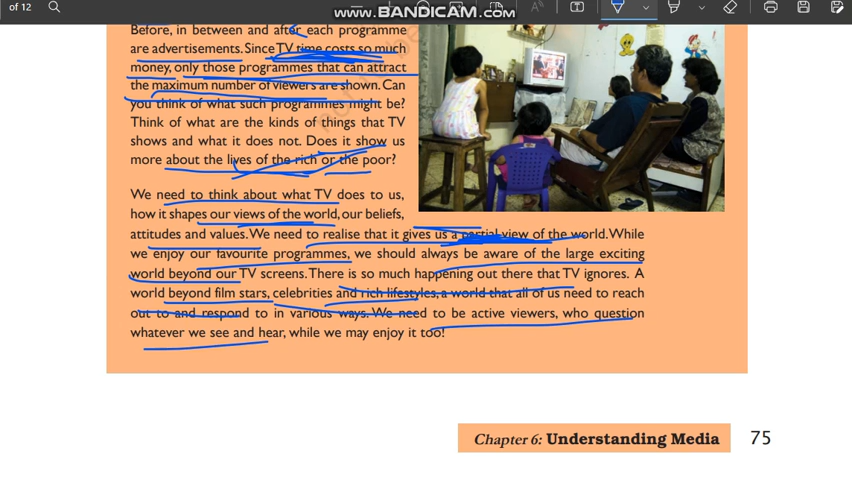 of 12
WWW.BANDICAM.COM
Before, in between and after each programme
are advertisements. Since TV time costs so much
money, only those programmes that can attract
the maximum number of viewers are shown. Can
you think of what such programmes might be?
Think of what are the kinds of things that TV
shows and what it does not. Does it show us
more about the lives of the rich or the poor?
We need to think about what TV does to us,
how it shapes our views of the world, our beliefs,
attitudes and values. We need to realise that it gives us a partial view of the world. While
we enjoy our favourite programmes, we should always be aware of the large exciting
world beyond our TV screens. There is so much happening out there that TV ignores. A
world beyond film stars, celebrities and rich lifestyles, a world that all of us need to reach
out to and respond to in various ways. We need to be active viewers, who question
whatever we see and hear, while we may enjoy it too!
Chapter 6: Understanding Media 75